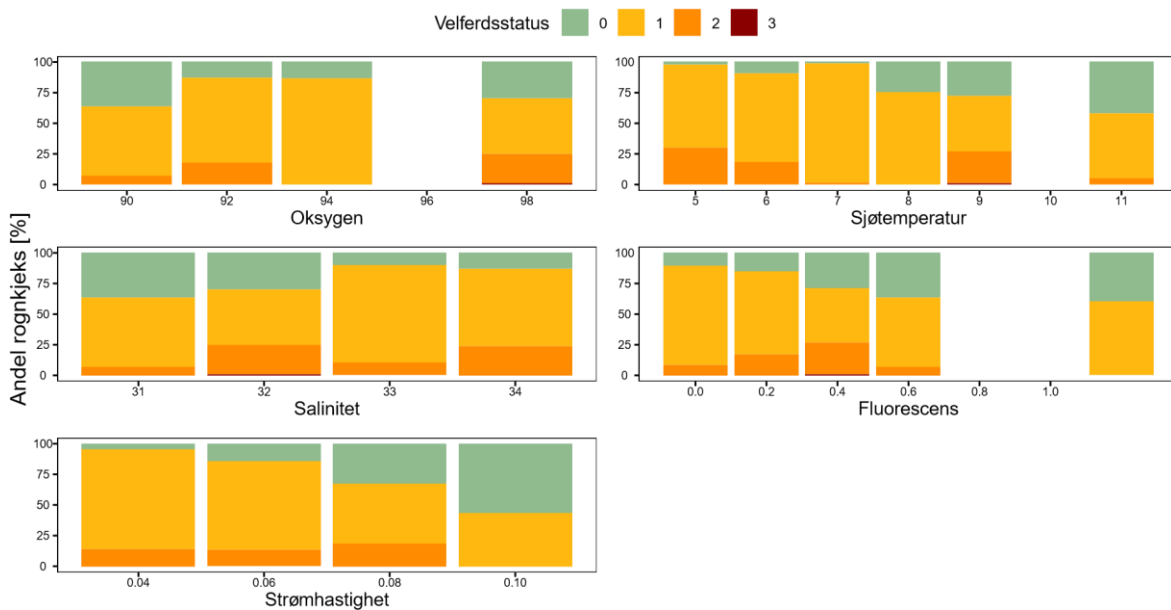 Velferdsstatus 0 1 2 3
Andel rognkjeks [%]
100
75
50
25
0
90 92 94 96 98
Oksygen
100
75
50
25
0
5 6 7 8 9 10 11
Sjøtemperatur
100
75
50
25
0
31 32 33 34
Salinitet
100
75
50
25
0
0.0 0.2 0.4 0.6 0.8 1.0
Fluorescens
100
75
50
25
0
0.04 0.06 0.08 0.10
Strømhastighet